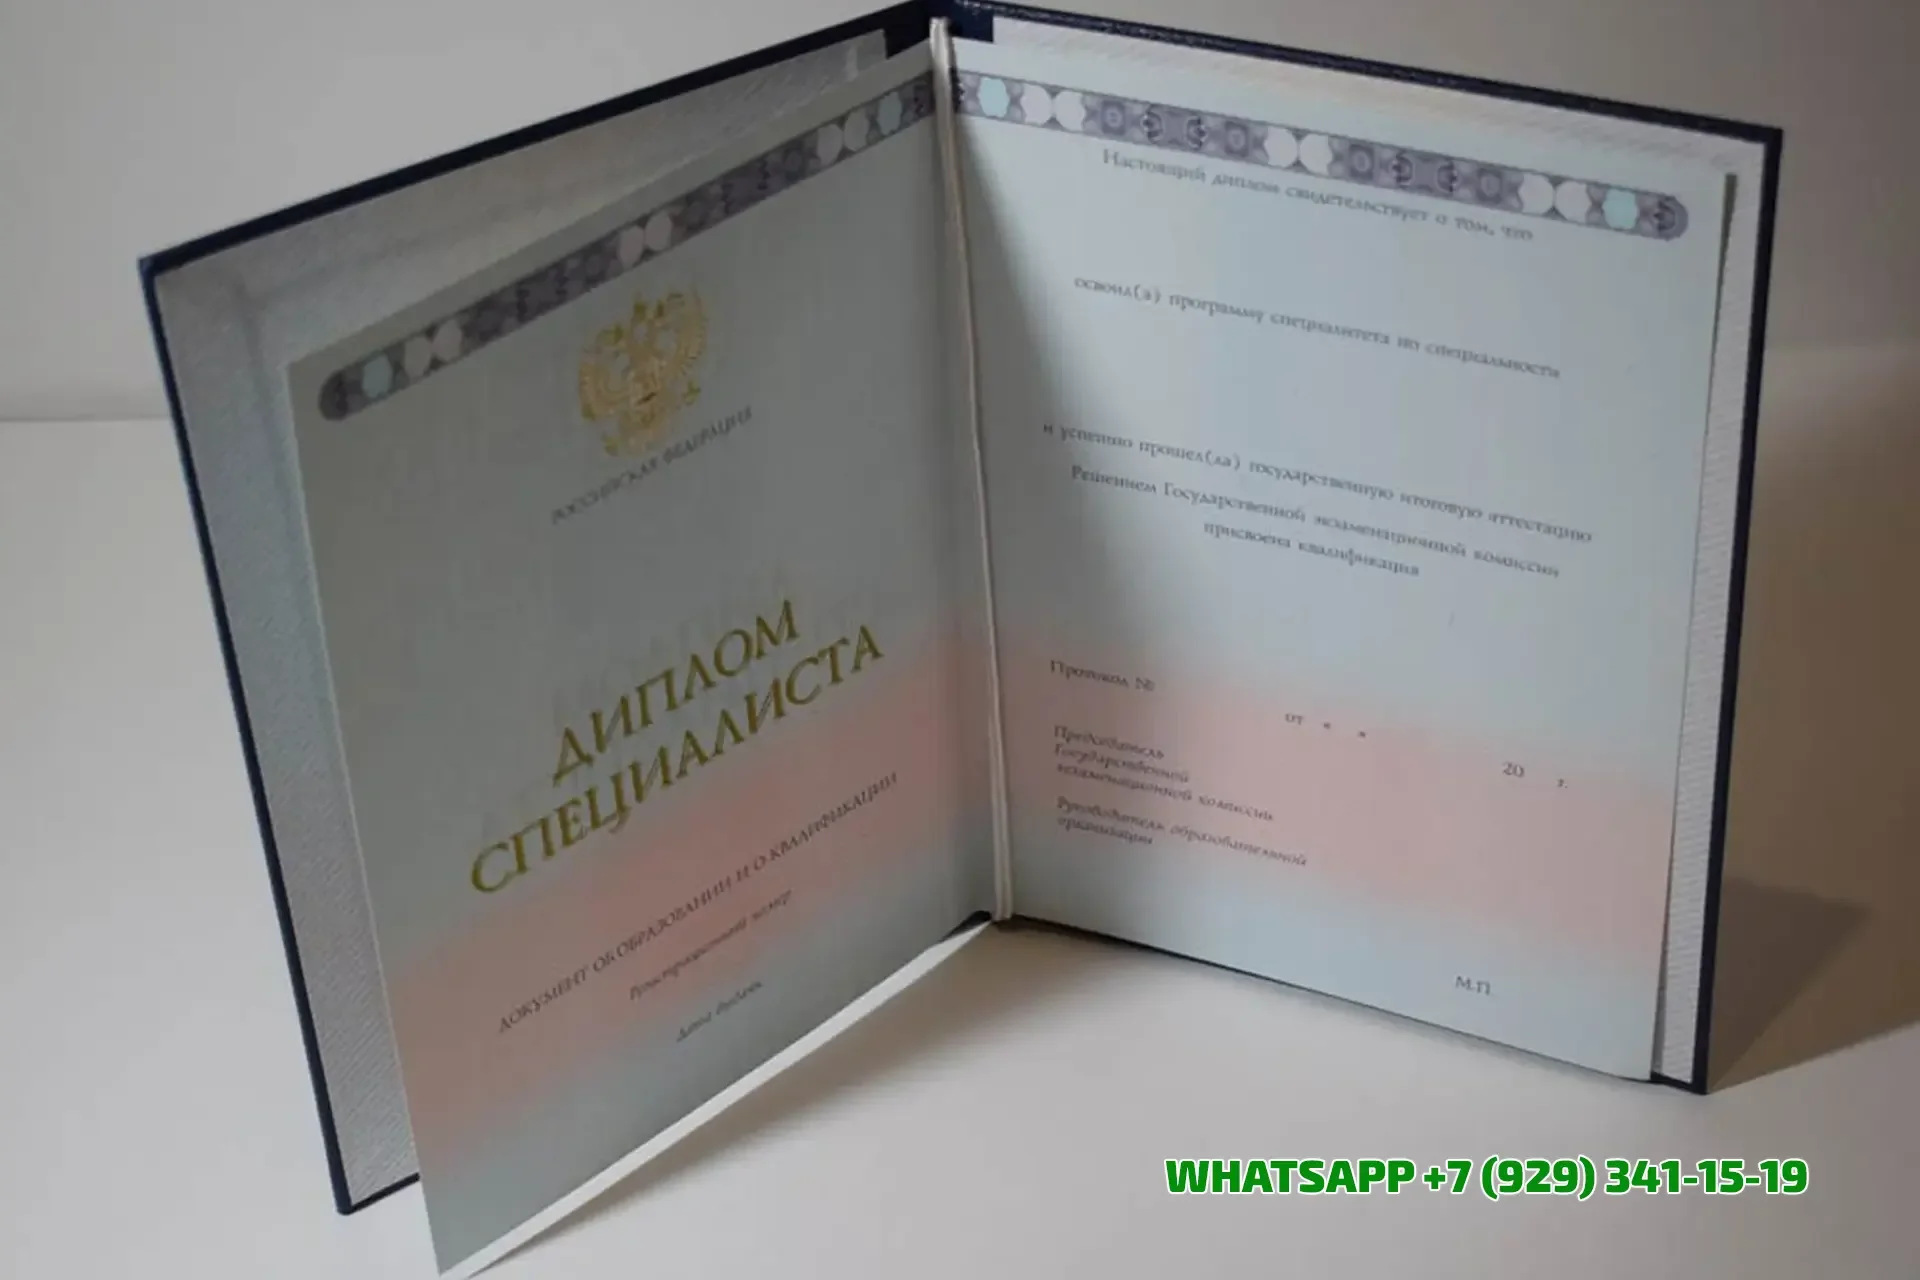 РОССИЙСКАЯ ФЕДЕРАЦИЯ
ДИПЛОМ
СПЕЦИАЛИСТА
ДОКУМЕНТ ОБ ОБРАЗОВАНИИ И О КВАЛИФИКАЦИИ
Регистрационный номер
Дата выдачи
Настоящий диплом свидетельствует о том, что
освоил(а) программу специалитета по специальности
и успешно прошел(ла) государственную итоговую аттестацию
Решением Государственной экзаменационной комиссии
присвоена квалификация
Протокол №
от « »
20 г.
Председатель
Государственной
экзаменационной комиссии
Руководитель образовательной
организации
М.П.
WHATSAPP +7 (929) 341-15-19